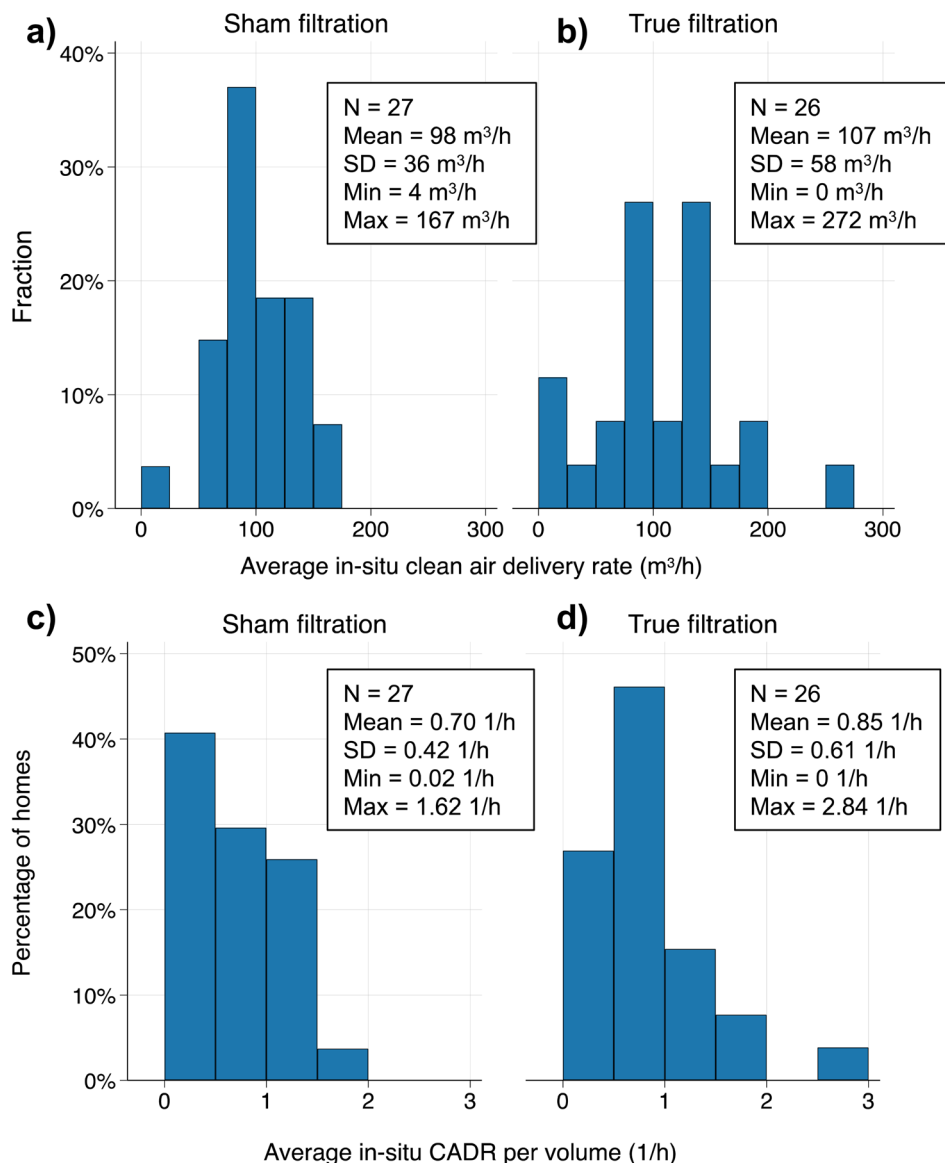 a)
Sham filtration
b)
True filtration
40%
30%
20%
10%
0%
Fraction
N = 27
Mean = 98 m³/h
SD = 36 m³/h
Min = 4 m³/h
Max = 167 m³/h
N = 26
Mean = 107 m³/h
SD = 58 m³/h
Min = 0 m³/h
Max = 272 m³/h
0 100 200 300
0 100 200 300
Average in-situ clean air delivery rate (m³/h)
c)
Sham filtration
d)
True filtration
50%
40%
30%
20%
10%
0%
Percentage of homes
N = 27
Mean = 0.70 1/h
SD = 0.42 1/h
Min = 0.02 1/h
Max = 1.62 1/h
N = 26
Mean = 0.85 1/h
SD = 0.61 1/h
Min = 0 1/h
Max = 2.84 1/h
0 1 2 3
0 1 2 3
Average in-situ CADR per volume (1/h)